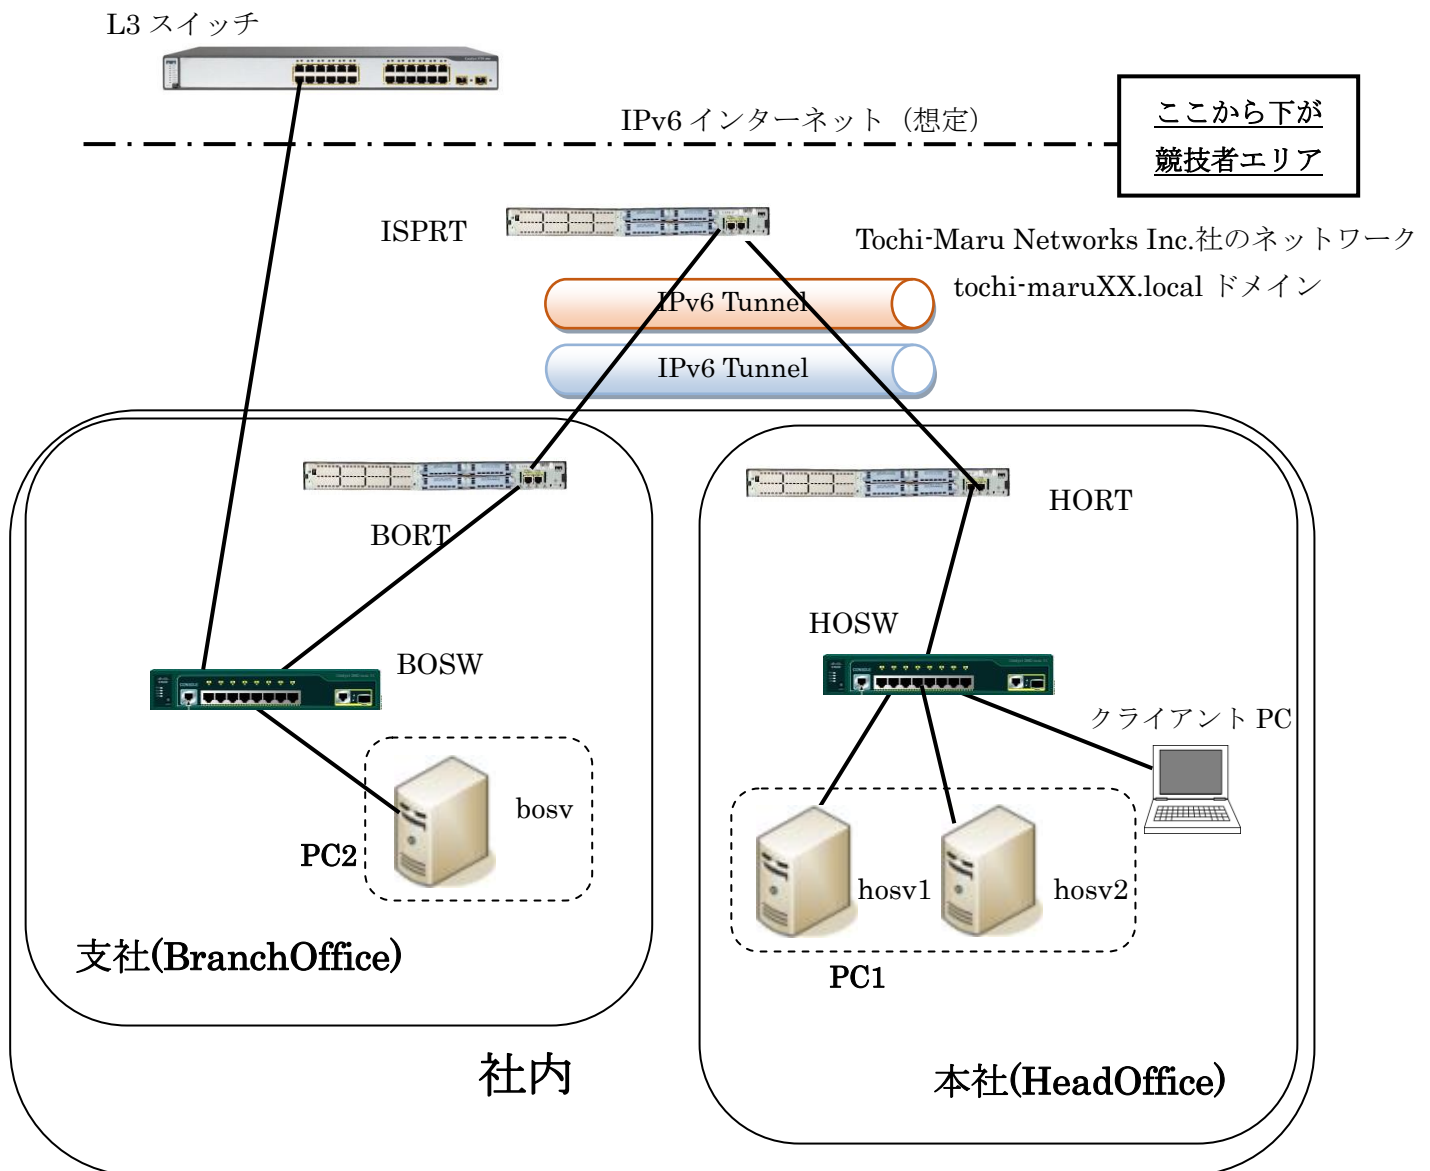 L3 スイッチ
IPv6 インターネット（想定）
ここから下が
競技者エリア
ISPRT
Tochi-Maru Networks Inc.社のネットワーク
tochi-maruXX.local ドメイン
IPv6 Tunnel
IPv6 Tunnel
BORT
HORT
HOSW
BOSW
クライアント PC
bosv
PC2
hosv1
hosv2
PC1
支社(BranchOffice)
本社(HeadOffice)
社内